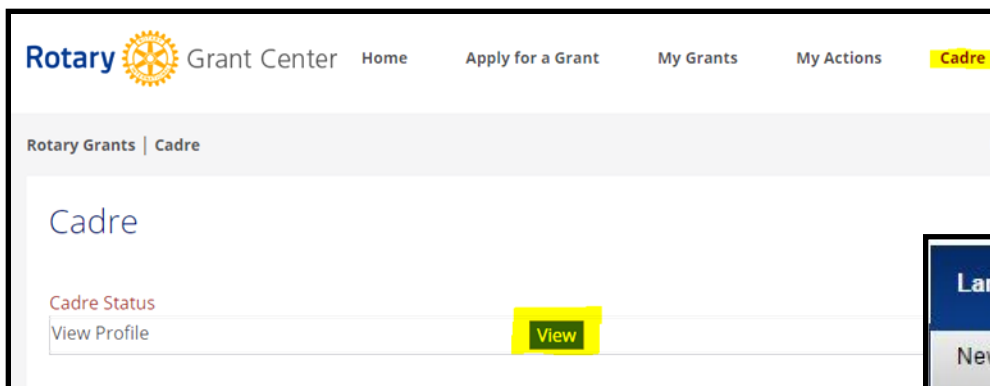 Rotary Grant Center Home Apply for a Grant My Grants My Actions Cadre
Rotary Grants | Cadre
Cadre
Cadre Status
View Profile View